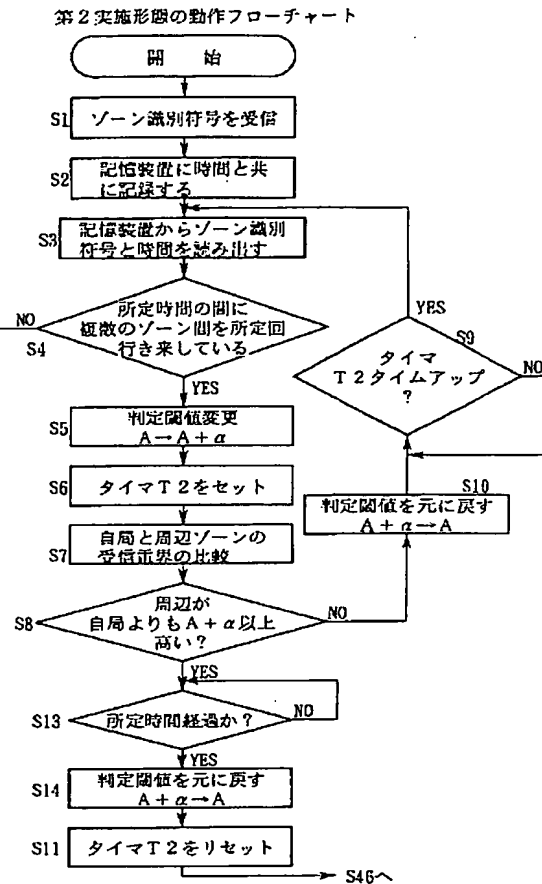 第2実施形態の動作フローチャート
開 始
S1
ゾーン識別符号を受信
S2
記憶装置に時間と共
に記録する
S3
記憶装置からゾーン識別
符号と時間を読み出す
NO
S4
所定時間の間に
複数のゾーン間を所定回
行き来している
YES
S5
判定閾値変更
A→A+α
S6
タイマT2をセット
S7
自局と周辺ゾーンの
受信電界の比較
S8
周辺が
自局よりもA+α以上
高い?
NO
YES
S9
タイマ
T2タイムアップ
?
YES
NO
S10
判定閾値を元に戻す
A+α→A
S13
所定時間経過か?
NO
YES
S14
判定閾値を元に戻す
A+α→A
S11
タイマT2をリセット
S46へ